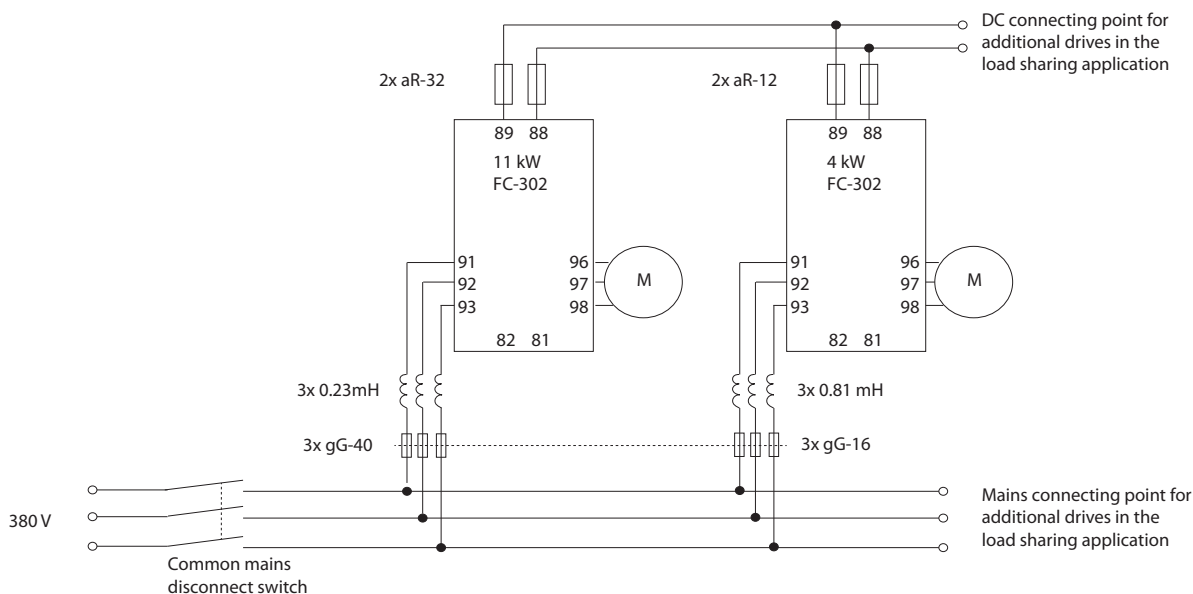 DC connecting point for
additional drives in the
load sharing application
2x aR-32
2x aR-12
89 88
89 88
11 kW
FC-302
4 kW
FC-302
91
92
93
96
97
98
M
91
92
93
96
97
98
M
82 81
82 81
3x 0.23mH
3x 0.81 mH
3x gG-40
3x gG-16
380 V
Mains connecting point for
additional drives in the
load sharing application
Common mains
disconnect switch